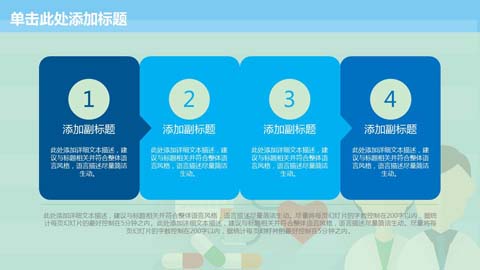 单击此处添加标题
1
添加副标题
此处添加详细文本描述，建
议与标题相关并符合整体语
言风格，语言描述尽量简洁
生动。
2
添加副标题
此处添加详细文本描述，建
议与标题相关并符合整体语
言风格，语言描述尽量简洁
生动。
3
添加副标题
此处添加详细文本描述，建
议与标题相关并符合整体语
言风格，语言描述尽量简洁
生动。
4
添加副标题
此处添加详细文本描述，建
议与标题相关并符合整体语
言风格，语言描述尽量简洁
生动。
此处添加详细文本描述，建议与标题相关并符合整体语言风格，语言描述尽量简洁生动。尽量将每页幻灯片的字数控制在200字以内，据统
计每页幻灯片的最好控制在5分钟之内。此处添加详细文本描述，建议与标题相关并符合整体语言风格，语言描述尽量简洁生动。尽量将每
页幻灯片的字数控制在200字以内，据统计每页幻灯片的最好控制在5分钟之内。